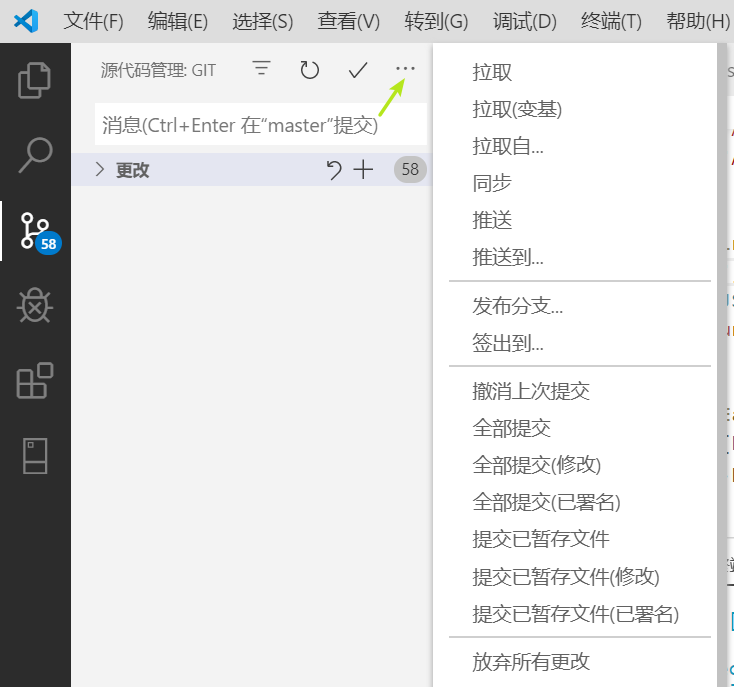 文件(F) 编辑(E) 选择(S) 查看(V) 转到(G) 调试(D) 终端(T) 帮助(H)
源代码管理: GIT
消息(Ctrl+Enter 在“master”提交)
更改 58
58
拉取
拉取(变基)
拉取自...
同步
推送
推送到...
发布分支...
签出到...
撤消上次提交
全部提交
全部提交(修改)
全部提交(已署名)
提交已暂存文件
提交已暂存文件(修改)
提交已暂存文件(已署名)
放弃所有更改